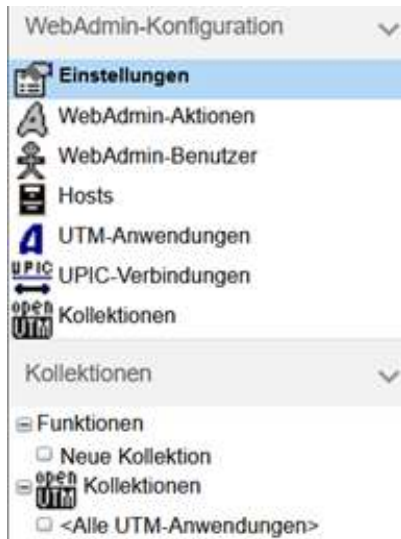 WebAdmin-Konfiguration
Einstellungen
WebAdmin-Aktionen
WebAdmin-Benutzer
Hosts
UTM-Anwendungen
UPIC UPIC-Verbindungen
open UTM Kollektionen
Kollektionen
Funktionen
Neue Kollektion
open UTM Kollektionen
<Alle UTM-Anwendungen>